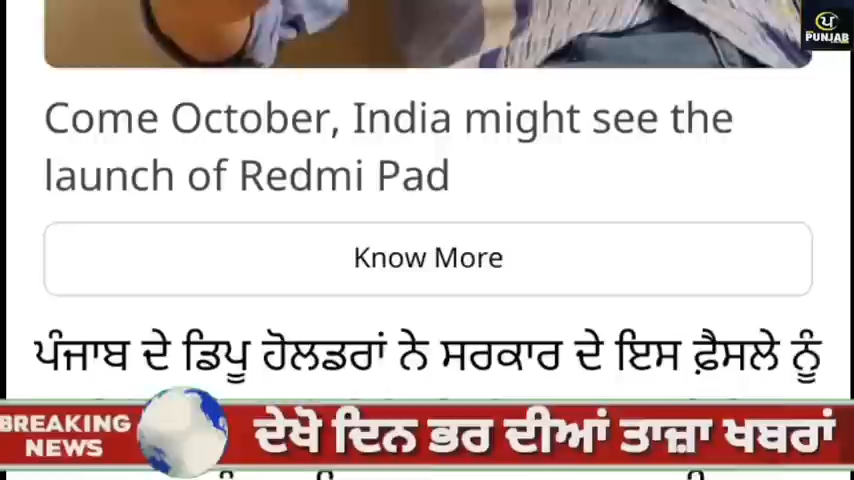 ਪ
PUNJAB
Come October, India might see the
launch of Redmi Pad
Know More
ਪੰਜਾਬ ਦੇ ਡਿਪੂ ਹੋਲਡਰਾਂ ਨੇ ਸਰਕਾਰ ਦੇ ਇਸ ਫ਼ੈਸਲੇ ਨੂੰ
BREAKING
NEWS
ਦੇਖੋ ਦਿਨ ਭਰ ਦੀਆਂ ਤਾਜ਼ਾ ਖਬਰਾਂ